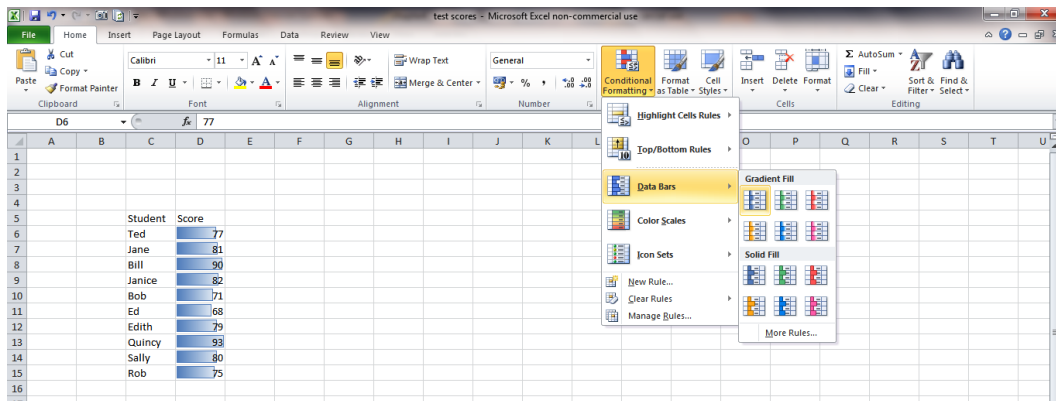 test scores - Microsoft Excel non-commercial use
File Home Insert Page Layout Formulas Data Review View
Paste
Cut
Copy
Format Painter
Clipboard
Calibri 11 A A
B I U A
Font
Wrap Text
Merge & Center
Alignment
General
$ % , .0 .00 .00 .0
Number
Conditional Formatting
Format as Table
Cell Styles
Insert Delete Format
Cells
Σ AutoSum
Fill
Clear
Sort & Filter
Find & Select
Editing
D6 fx 77
A B C D E F G H I J K L O P Q R S T U
1
2
3
4
5 Student Score
6 Ted 77
7 Jane 81
8 Bill 90
9 Janice 82
10 Bob 71
11 Ed 68
12 Edith 79
13 Quincy 93
14 Sally 80
15 Rob 75
16
Highlight Cells Rules
Top/Bottom Rules
Data Bars
Color Scales
Icon Sets
New Rule...
Clear Rules
Manage Rules...
Gradient Fill
Solid Fill
More Rules...